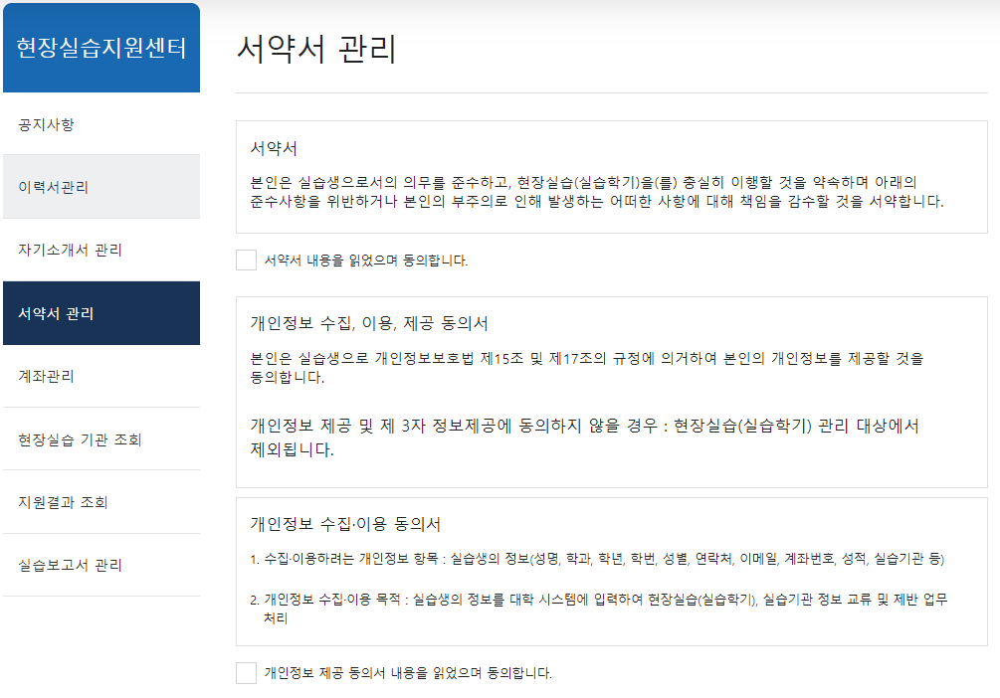 현장실습지원센터
공지사항
이력서관리
자기소개서 관리
서약서 관리
계좌관리
현장실습 기관 조회
지원결과 조회
실습보고서 관리
서약서 관리
서약서
본인은 실습생으로서의 의무를 준수하고, 현장실습(실습학기)을(를) 충실히 이행할 것을 약속하며 아래의
준수사항을 위반하거나 본인의 부주의로 인해 발생하는 어떠한 사항에 대해 책임을 감수할 것을 서약합니다.
서약서 내용을 읽었으며 동의합니다.
개인정보 수집, 이용, 제공 동의서
본인은 실습생으로 개인정보보호법 제15조 및 제17조의 규정에 의거하여 본인의 개인정보를 제공할 것을
동의합니다.
개인정보 제공 및 제 3자 정보제공에 동의하지 않을 경우 : 현장실습(실습학기) 관리 대상에서
제외됩니다.
개인정보 수집·이용 동의서
1. 수집·이용하려는 개인정보 항목 : 실습생의 정보(성명, 학과, 학년, 학번, 성별, 연락처, 이메일, 계좌번호, 성적, 실습기관 등)
2. 개인정보 수집·이용 목적 : 실습생의 정보를 대학 시스템에 입력하여 현장실습(실습학기), 실습기관 정보 교류 및 제반 업무
처리
개인정보 제공 동의서 내용을 읽었으며 동의합니다.